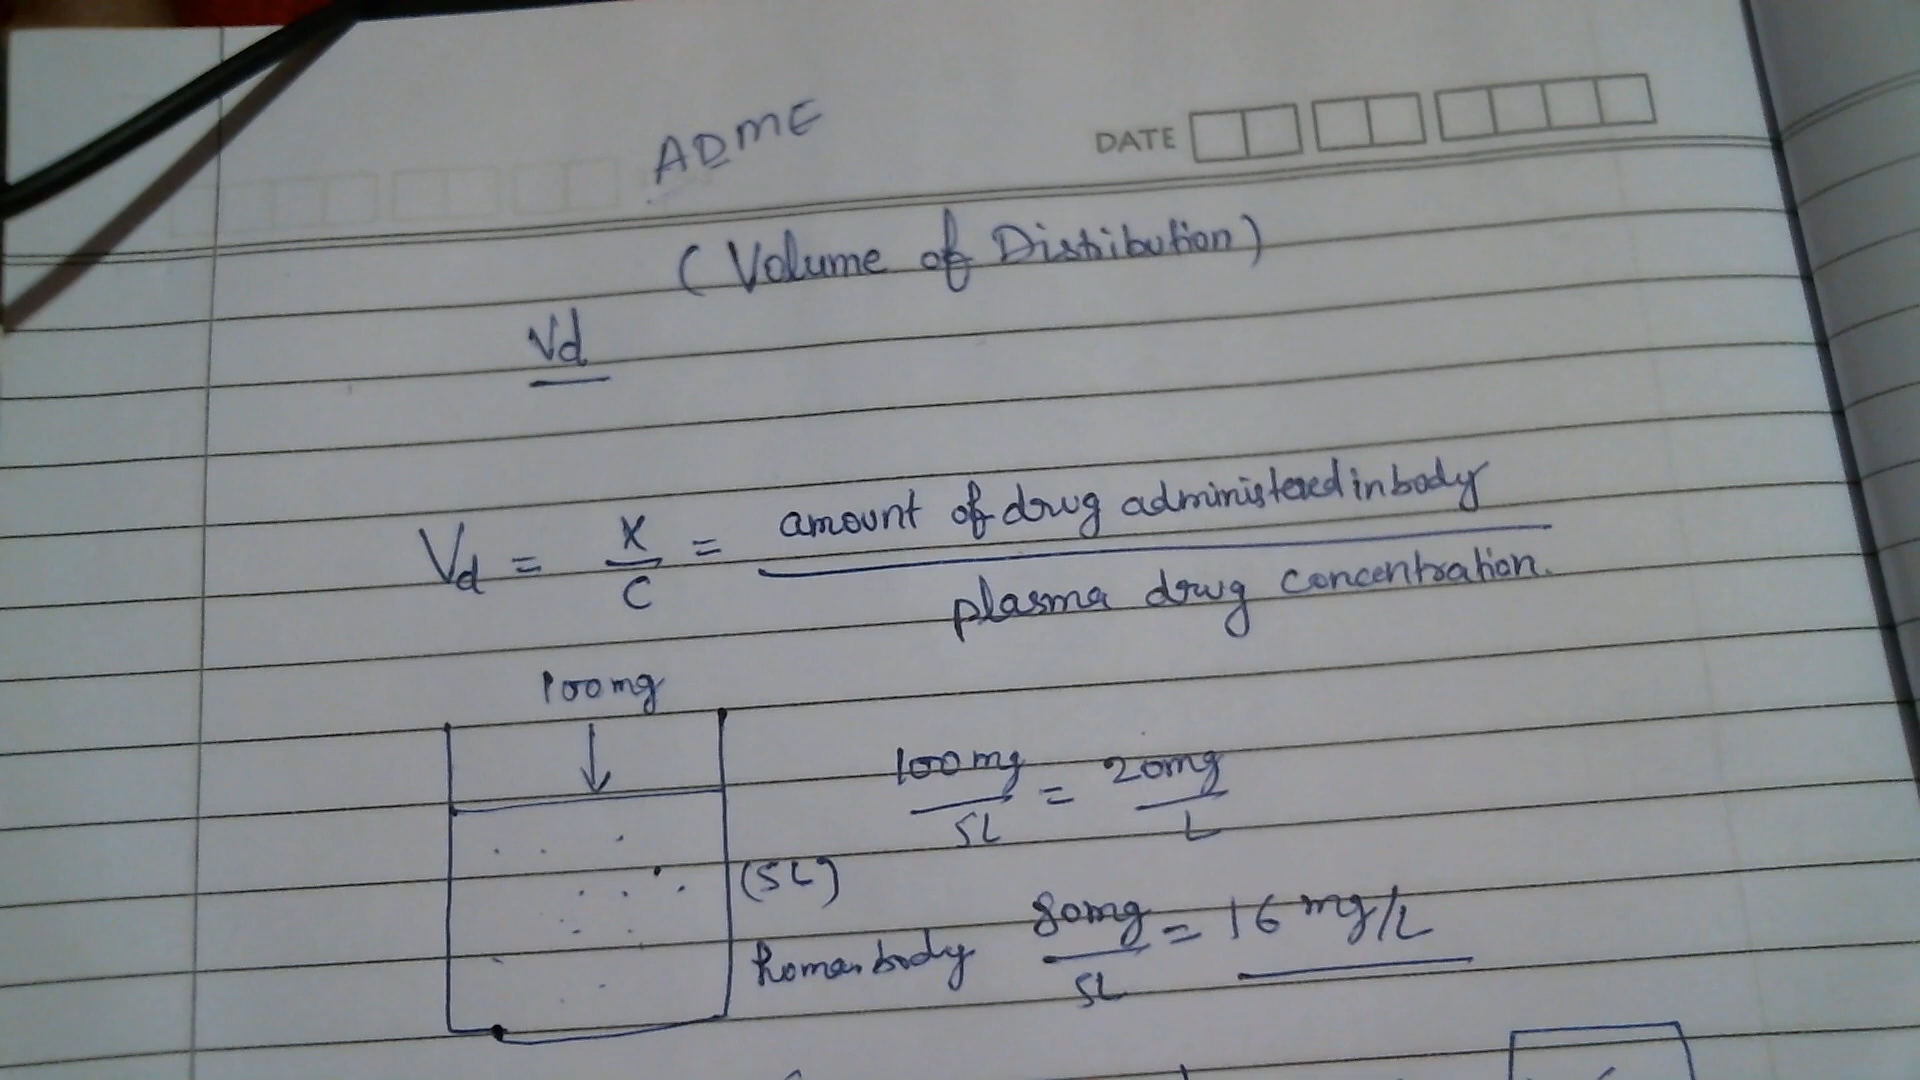 ADME
DATE
(Volume of Distribution)
Vd
Vd = X/C = amount of drug administered in body / plasma drug concentration.
100mg
100mg/5L = 20mg/L
(5L)
human body 80mg/5L = 16 mg/L